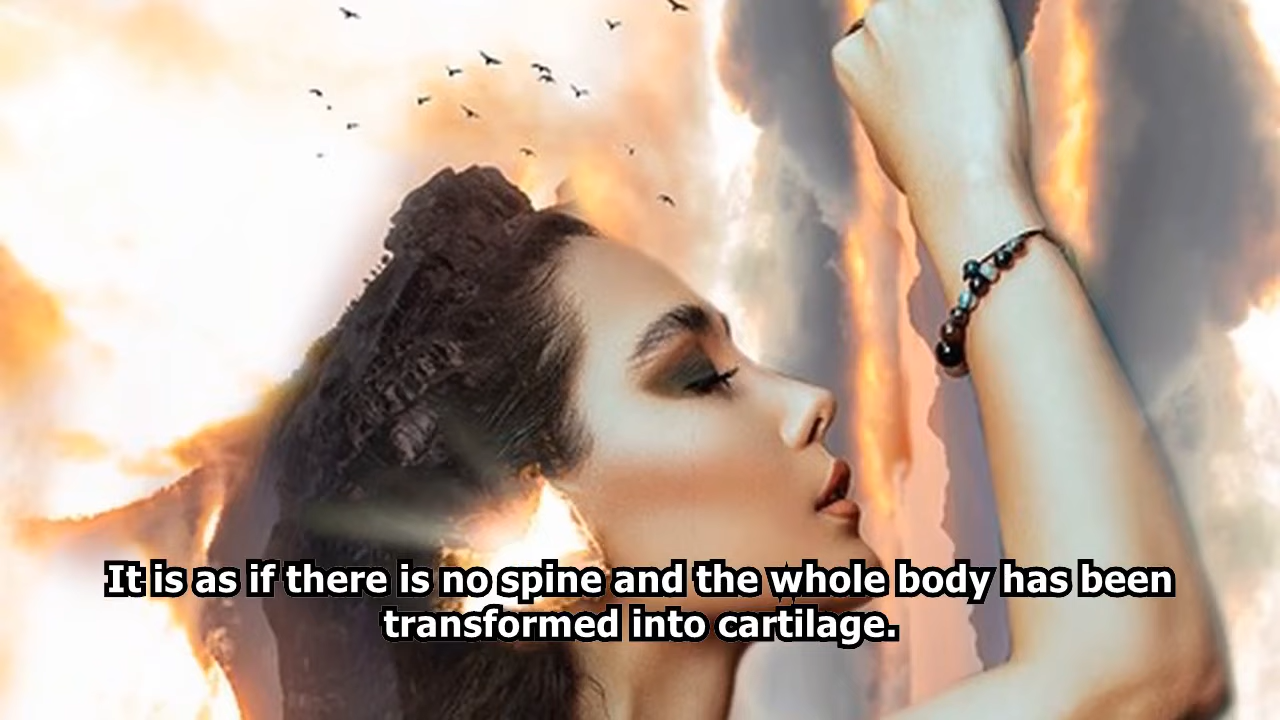 It is as if there is no spine and the whole body has been
transformed into cartilage.